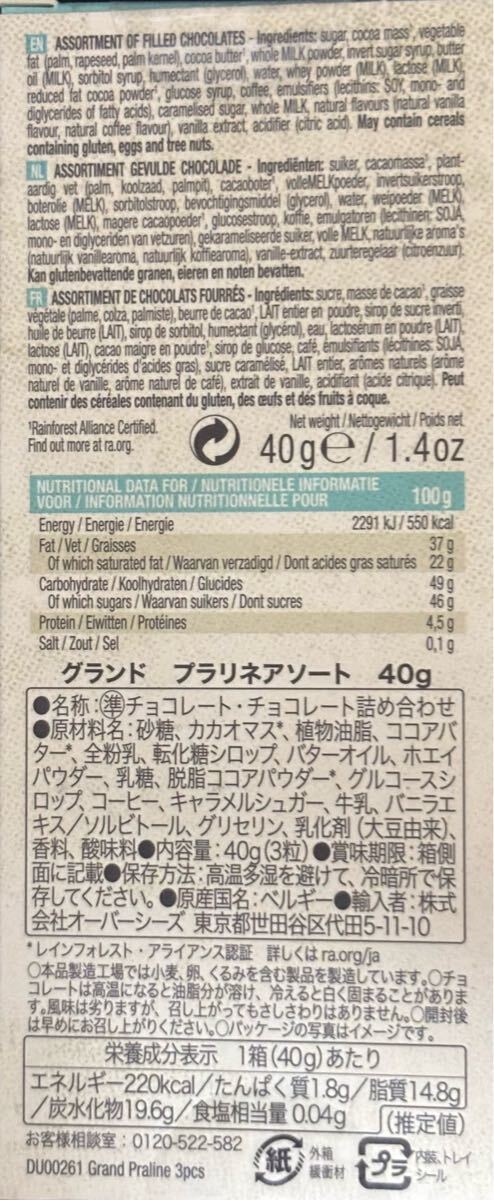 EN ASSORTMENT OF FILLED CHOCOLATES - Ingredients: sugar, cocoa mass¹, vegetable
fat (palm, rapeseed, palm kernel), cocoa butter¹, whole MILK powder, invert sugar syrup, butter
oil (MILK), sorbitol syrup, humectant (glycerol), water, whey powder (MILK), lactose (MILK),
reduced fat cocoa powder¹, glucose syrup, coffee, emulsifiers (lecithins: SOY, mono- and
diglycerides of fatty acids), caramelised sugar, whole MILK, natural flavours (natural vanilla
flavour, natural coffee flavour), vanilla extract, acidifier (citric acid). May contain cereals
containing gluten, eggs and tree nuts.
NL ASSORTIMENT GEVULDE CHOCOLADE - Ingrediënten: suiker, cacaomassa¹, plant-
aardig vet (palm, koolzaad, palmpit), cacaoboter¹, volleMELKpoeder, invertsuikerstroop,
boterolie (MELK), sorbitolstroop, bevochtigingsmiddel (glycerol), water, weipoeder (MELK),
lactose (MELK), magere cacaopoeder¹, glucosestroop, koffie, emulgatoren (lecithinen: SOJA,
mono- en diglyceriden van vetzuren), gekarameliseerde suiker, volle MELK, natuurlijke aroma's
(natuurlijk vanillearoma, natuurlijk koffiearoma), vanille-extract, zuurteregelaar (citroenzuur).
Kan glutenbevattende granen, eieren en noten bevatten.
FR ASSORTIMENT DE CHOCOLATS FOURRÉS - Ingrédients: sucre, masse de cacao¹, graisse
végétale (palme, colza, palmiste), beurre de cacao¹, LAIT entier en poudre, sirop de sucre inverti,
huile de beurre (LAIT), sirop de sorbitol, humectant (glycérol), eau, lactosérum en poudre (LAIT),
lactose (LAIT), cacao maigre en poudre¹, sirop de glucose, café, émulsifiants (lécithines: SOJA,
mono- et diglycérides d'acides gras), sucre caramélisé, LAIT entier, arômes naturels (arôme
naturel de vanille, arôme naturel de café), extrait de vanille, acidifiant (acide citrique). Peut
contenir des céréales contenant du gluten, des œufs et des fruits à coque.
¹Rainforest Alliance Certified.
Find out more at ra.org.
Net weight / Nettogewicht / Poids net
40g℮/1.4oz
NUTRITIONAL DATA FOR / NUTRITIONELE INFORMATIE
VOOR / INFORMATION NUTRITIONNELLE POUR 100g
Energy / Energie / Energie 2291 kJ / 550 kcal
Fat / Vet / Graisses 37 g
Of which saturated fat / Waarvan verzadigd / Dont acides gras saturés 22 g
Carbohydrate / Koolhydraten / Glucides 49 g
Of which sugars / Waarvan suikers / Dont sucres 46 g
Protein / Eiwitten / Protéines 4,5 g
Salt / Zout / Sel 0,1 g
グランド プラリネアソート 40g
●名称:㊜チョコレート・チョコレート詰め合わせ
●原材料名:砂糖、カカオマス*、植物油脂、ココアバ
ター*、全粉乳、転化糖シロップ、バターオイル、ホエイ
パウダー、乳糖、脱脂ココアパウダー*、グルコースシ
ロップ、コーヒー、キャラメルシュガー、牛乳、バニラエ
キス/ソルビトール、グリセリン、乳化剤(大豆由来)、
香料、酸味料●内容量:40g(3粒)●賞味期限:箱側
面に記載●保存方法:高温多湿を避けて、冷暗所で保
存してください。●原産国名:ベルギー●輸入者:株式
会社オーバーシーズ 東京都世田谷区代田5-11-10
*レインフォレスト・アライアンス認証 詳しくは ra.org/ja
○本品製造工場では小麦、卵、くるみを含む製品を製造しています。○チョ
コレートは高温になると油脂分が溶け、冷えると白く固まることがありま
す。風味は劣りますが、召し上がってもさしさわりはありません。○開封後
は早めにお召し上がりください。○パッケージの写真はイメージです。
栄養成分表示 1箱(40g)あたり
エネルギー220kcal/たんぱく質1.8g/脂質14.8g
/炭水化物19.6g/食塩相当量 0.04g (推定値)
お客様相談室:0120-522-582
DU00261 Grand Praline 3pcs
紙 外箱
緩衝材
プラ 内装、トレイ
シール